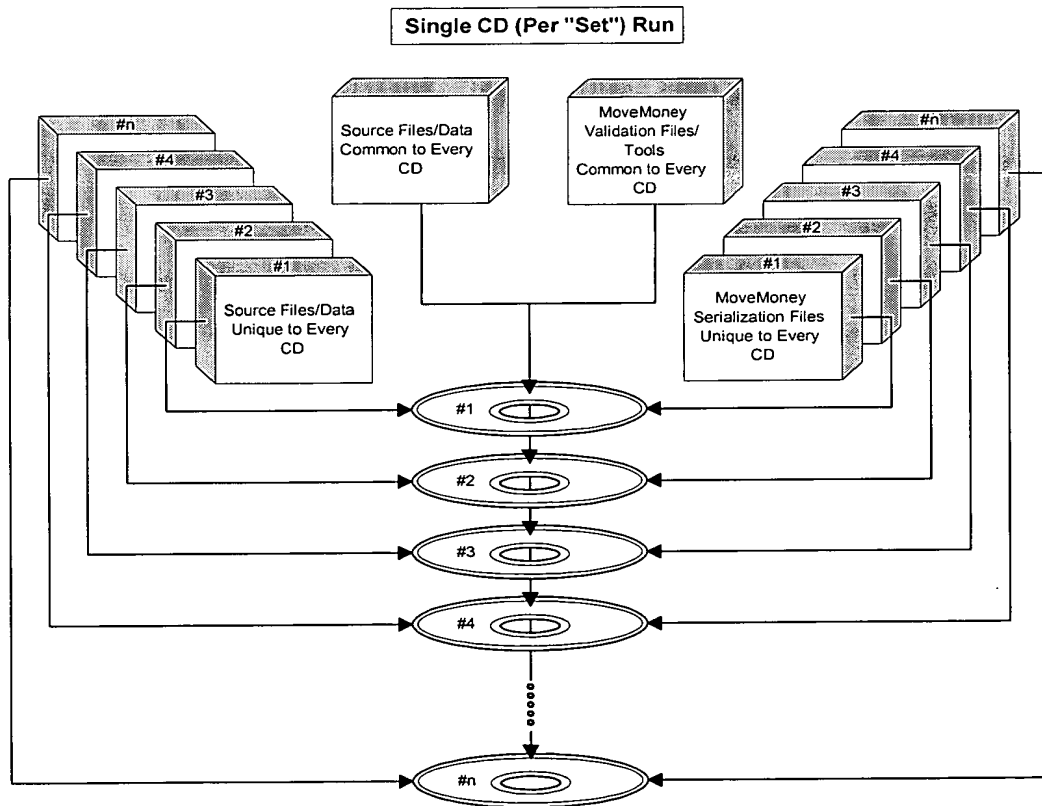 Single CD (Per "Set") Run
#n
#4
#3
#2
#1
Source Files/Data
Unique to Every
CD
Source Files/Data
Common to Every
CD
MoveMoney
Validation Files/
Tools
Common to Every
CD
#n
#4
#3
#2
#1
MoveMoney
Serialization Files
Unique to Every
CD
#1
#2
#3
#4
#n